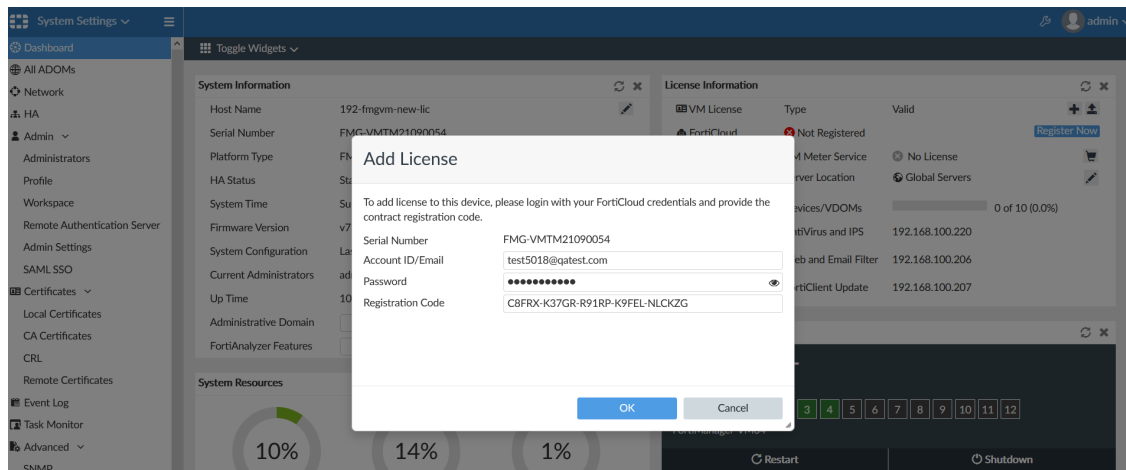 System Settings
admin
Dashboard
All ADOMs
Network
HA
Admin
Administrators
Profile
Workspace
Remote Authentication Server
Admin Settings
SAML SSO
Certificates
Local Certificates
CA Certificates
CRL
Remote Certificates
Event Log
Task Monitor
Advanced
SNMP
Toggle Widgets
System Information
Host Name 192-fmgvm-new-lic
Serial Number FMG-VMTM21090054
Platform Type
HA Status
System Time
Firmware Version
System Configuration
Current Administrators
Up Time
Administrative Domain
FortiAnalyzer Features
System Resources
10%
14%
1%
License Information
VM License Type Valid
FortiCloud Not Registered Register Now
Meter Service No License
Location Global Servers
0 of 10 (0.0%)
and IPS 192.168.100.220
and Email Filter 192.168.100.206
Update 192.168.100.207
3 4 5 6 7 8 9 10 11 12
Restart
Shutdown
Add License
To add license to this device, please login with your FortiCloud credentials and provide the
contract registration code.
Serial Number FMG-VMTM21090054
Account ID/Email test5018@qatest.com
Password
Registration Code C8FRX-K37GR-R91RP-K9FEL-NLCKZG
OK
Cancel